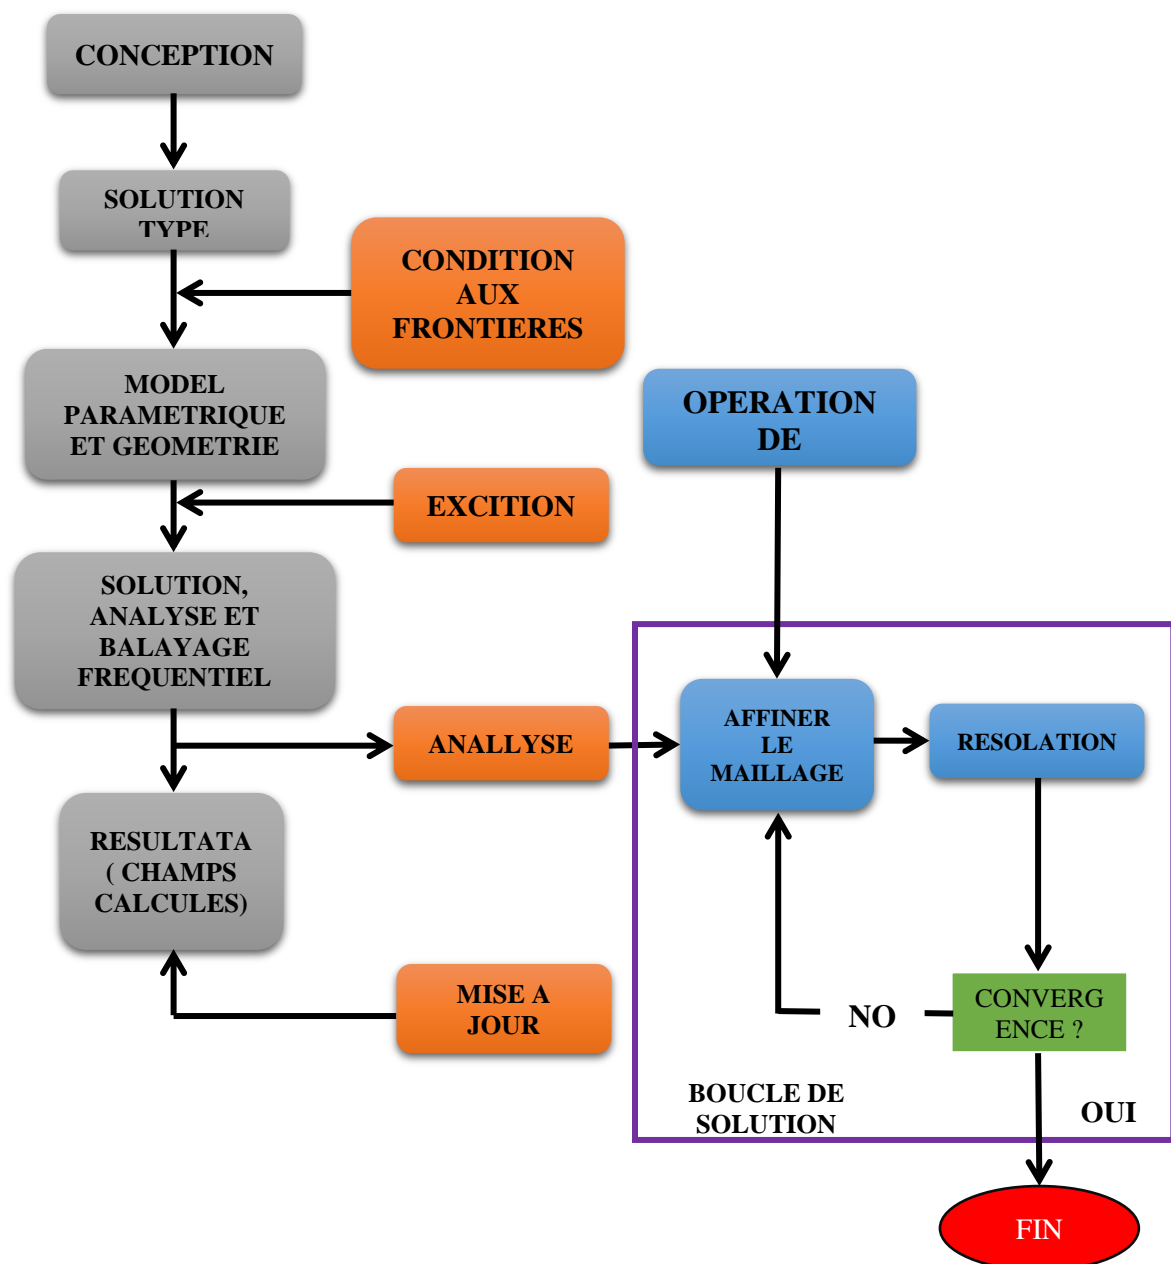 CONCEPTION
SOLUTION
TYPE
CONDITION
AUX
FRONTIERES
MODEL
PARAMETRIQUE
ET GEOMETRIE
OPERATION
DE
EXCITION
SOLUTION,
ANALYSE ET
BALAYAGE
FRÈQUENTIEL
ANALLYSE
AFFINER
LE
MAILLAGE
RESOLATION
RESULTATA
( CHAMPS
CALCULES)
MISE A
JOUR
NO
CONVERG
ENCE ?
BOUCLE DE
SOLUTION
OUI
FIN